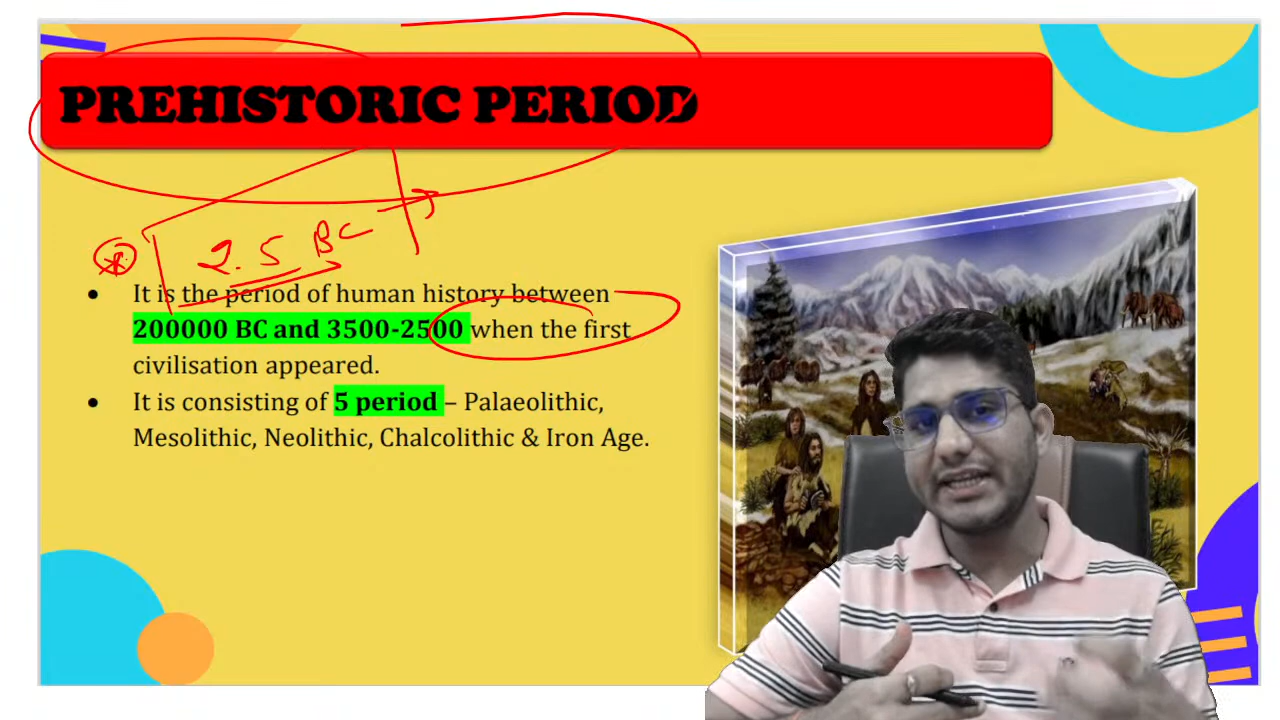 PREHISTORIC PERIOD
2.5 BC
• It is the period of human history between
200000 BC and 3500-2500 when the first
civilisation appeared.
• It is consisting of 5 period – Palaeolithic,
Mesolithic, Neolithic, Chalcolithic & Iron Age.